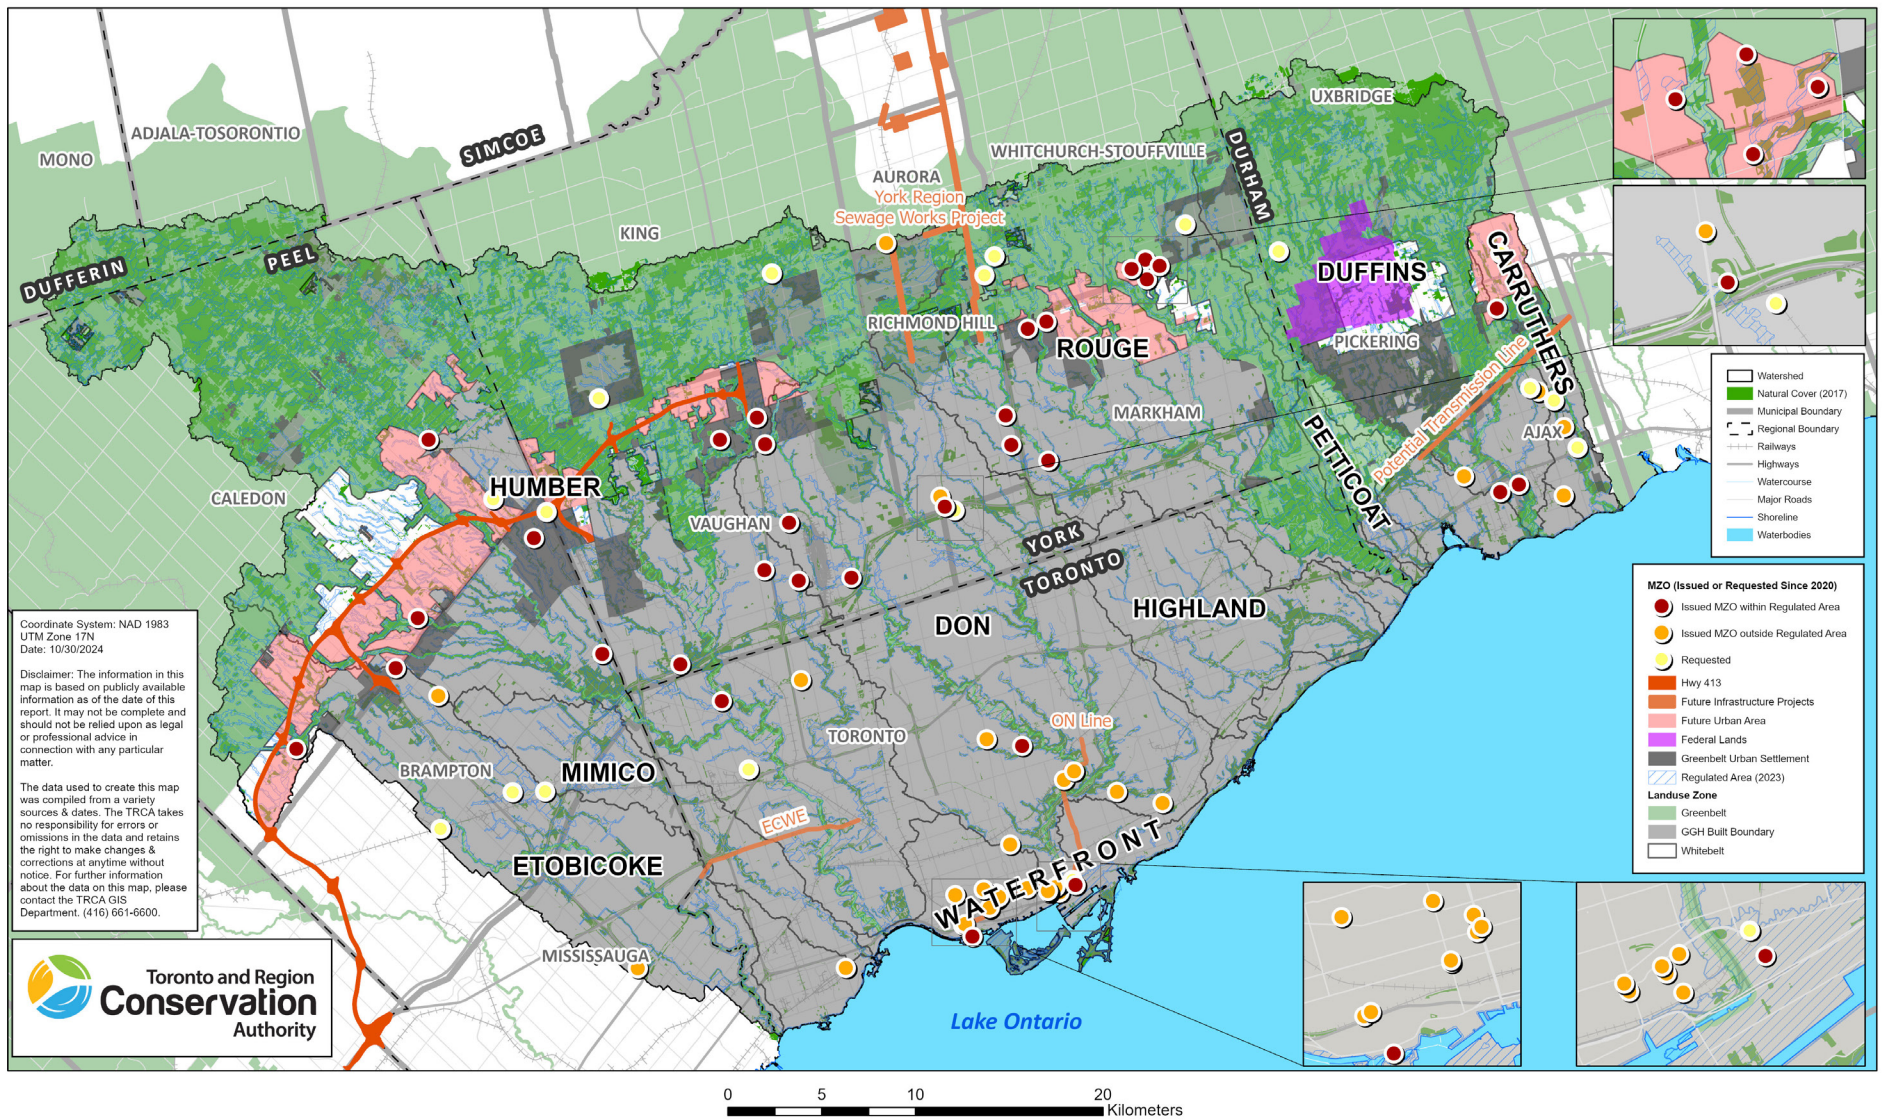 MONO
ADJALA-TOSORONTIO
SIMCOE
UXBRIDGE
WHITCHURCH-STOUFFVILLE
DURHAM
AURORA
York Region
Sewage Works Project
KING
DUFFERIN
PEEL
CARRUTHERS
DUFFINS
RICHMOND HILL
ROUGE
PICKERING
Potential Transmission Line
MARKHAM
AJAX
PETTICOAT
HUMBER
CALEDON
VAUGHAN
YORK
TORONTO
HIGHLAND
DON
TORONTO
ON Line
BRAMPTON
MIMICO
ECWE
ETOBICOKE
WATERFRONT
MISSISSAUGA
Lake Ontario
Watershed
Natural Cover (2017)
Municipal Boundary
Regional Boundary
Railways
Highways
Watercourse
Major Roads
Shoreline
Waterbodies
MZO (Issued or Requested Since 2020)
Issued MZO within Regulated Area
Issued MZO outside Regulated Area
Requested
Hwy 413
Future Infrastructure Projects
Future Urban Area
Federal Lands
Greenbelt Urban Settlement
Regulated Area (2023)
Landuse Zone
Greenbelt
GGH Built Boundary
Whitebelt
Coordinate System: NAD 1983
UTM Zone 17N
Date: 10/30/2024
Disclaimer: The information in this
map is based on publicly available
information as of the date of this
report. It may not be complete and
should not be relied upon as legal
or professional advice in
connection with any particular
matter.
The data used to create this map
was compiled from a variety
sources & dates. The TRCA takes
no responsibility for errors or
omissions in the data and retains
the right to make changes &
corrections at anytime without
notice. For further information
about the data on this map, please
contact the TRCA GIS
Department. (416) 661-6600.
Toronto and Region
Conservation
Authority
0 5 10 20
Kilometers